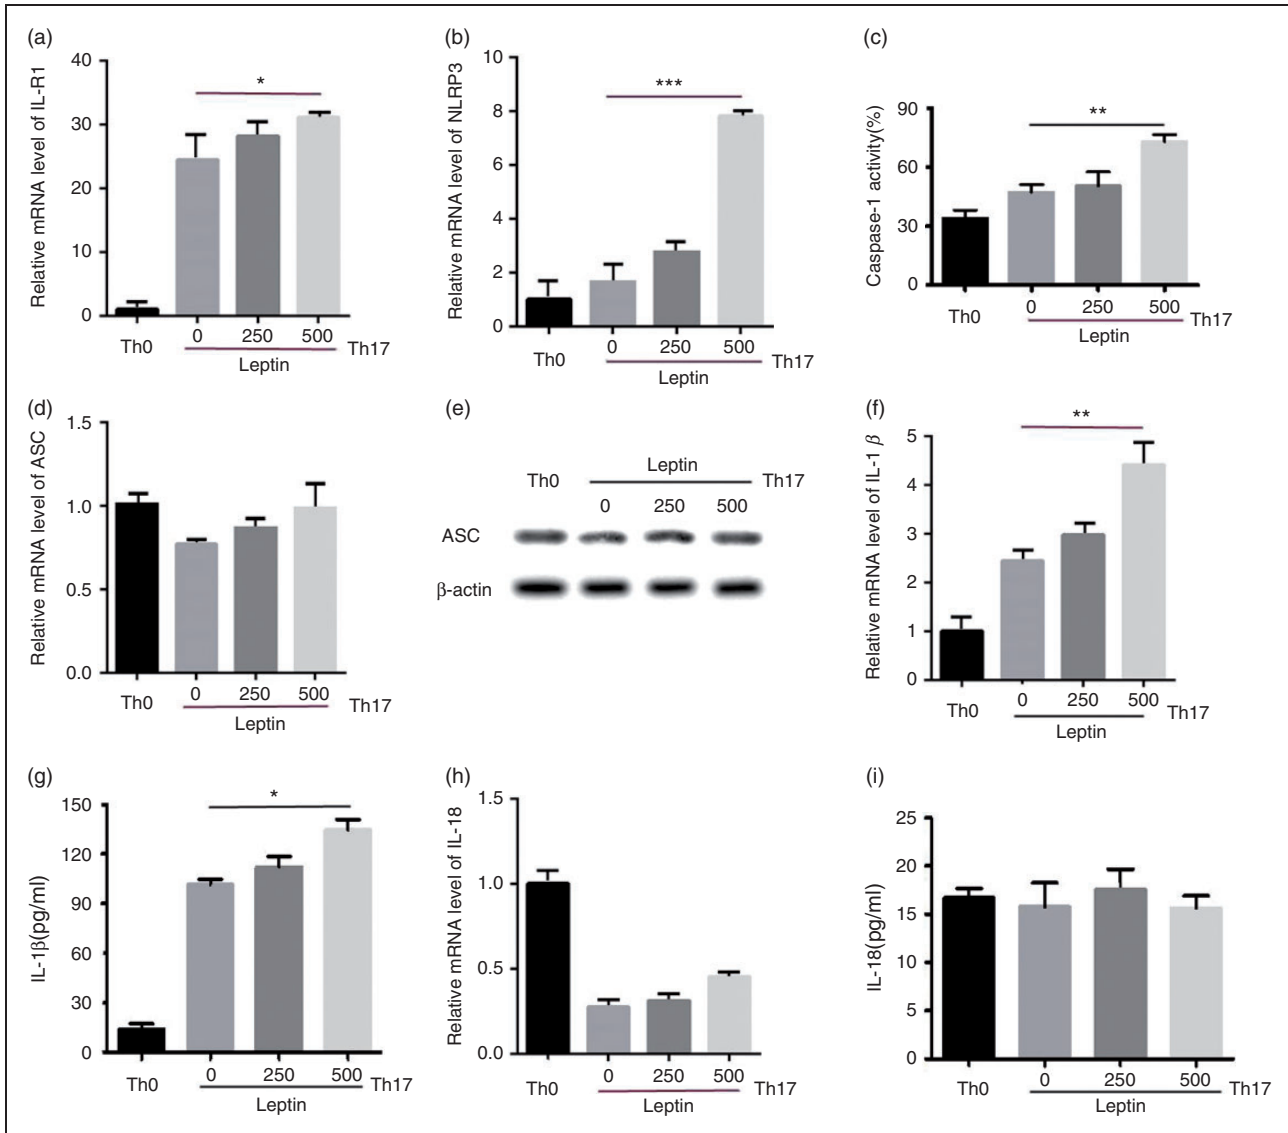 (a)
Relative mRNA level of IL-R1
40
30
20
10
0
*
Th0
0 250 500
Th17
Leptin
(b)
Relative mRNA level of NLRP3
10
8
6
4
2
0
***
Th0
0 250 500
Th17
Leptin
(c)
Caspase-1 activity(%)
90
60
30
0
**
Th0
0 250 500
Th17
Leptin
(d)
Relative mRNA level of ASC
1.5
1.0
0.5
0.0
Th0
0 250 500
Th17
Leptin
(e)
Leptin
Th0 Th17
0 250 500
ASC
β-actin
(f)
Relative mRNA level of IL-1 β
5
4
3
2
1
0
**
Th0
0 250 500
Th17
Leptin
(g)
IL-1β(pg/ml)
150
120
90
60
30
0
*
Th0
0 250 500
Th17
Leptin
(h)
Relative mRNA level of IL-18
1.5
1.0
0.5
0.0
Th0
0 250 500
Th17
Leptin
(i)
IL-18(pg/ml)
25
20
15
10
5
0
Th0
0 250 500
Th17
Leptin